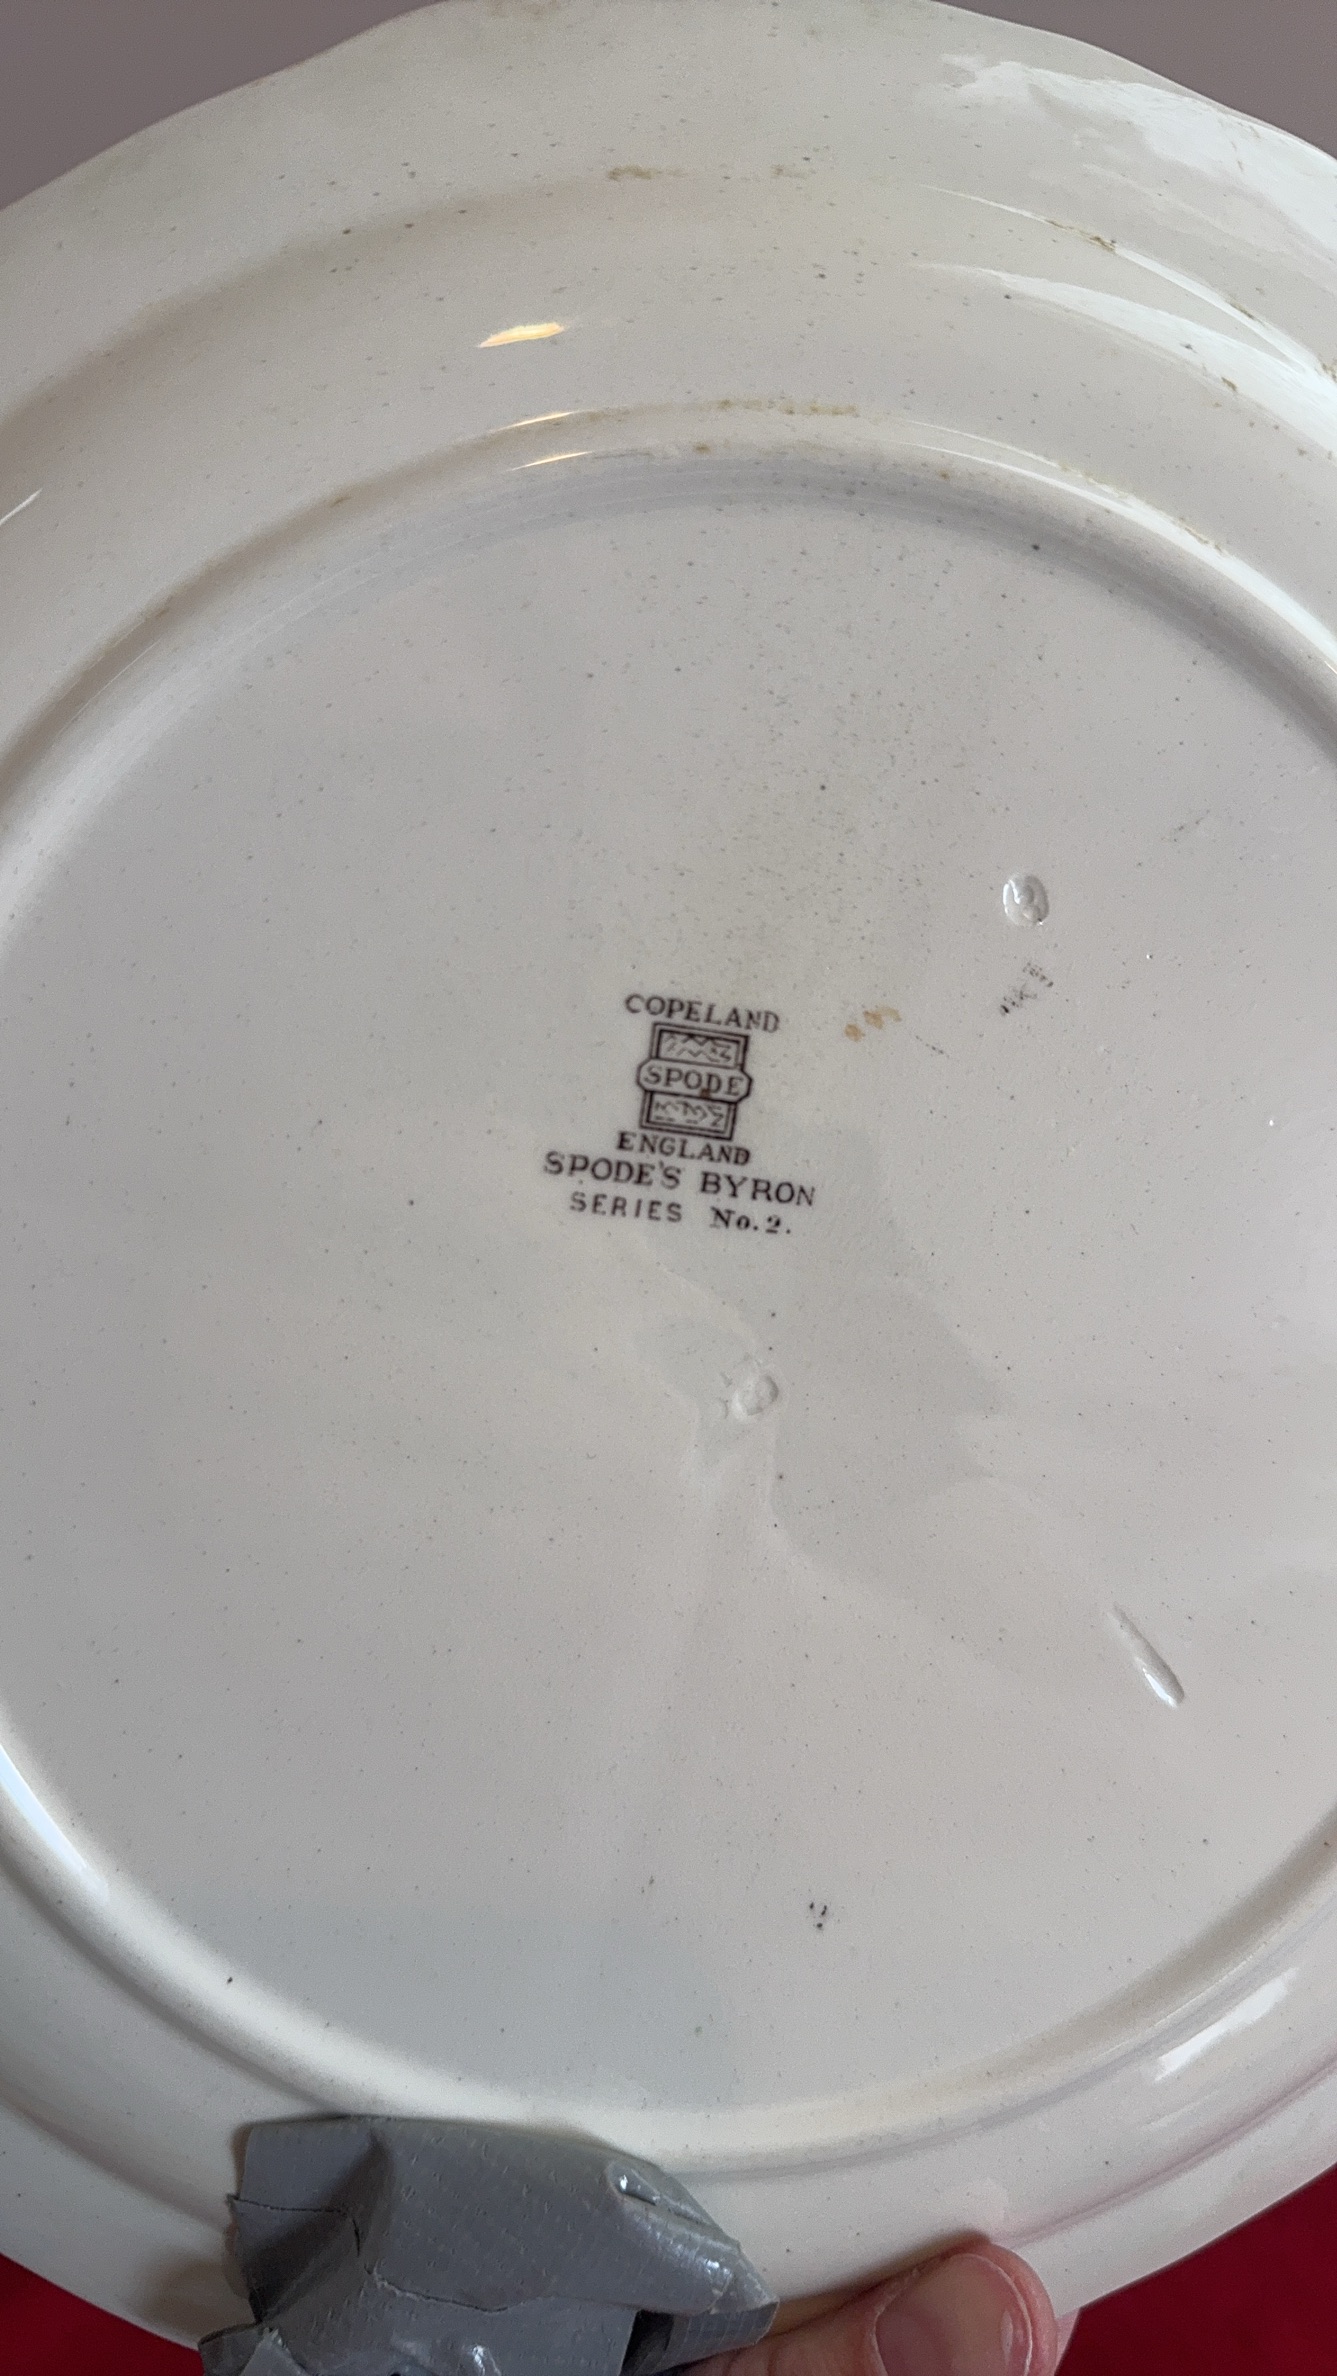 COPELAND
SPODE
ENGLAND
SPODE'S BYRON
SERIES No.2.